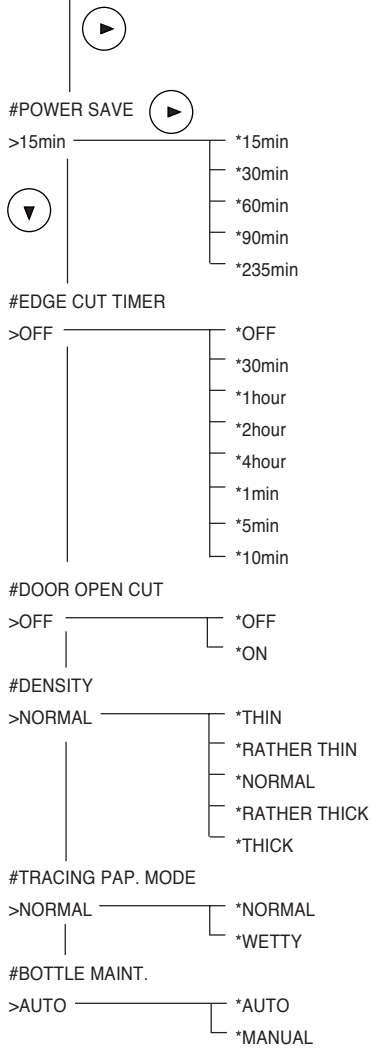 #POWER SAVE
>15min *15min
*30min
*60min
*90min
*235min
#EDGE CUT TIMER
>OFF *OFF
*30min
*1hour
*2hour
*4hour
*1min
*5min
*10min
#DOOR OPEN CUT
>OFF *OFF
*ON
#DENSITY
>NORMAL *THIN
*RATHER THIN
*NORMAL
*RATHER THICK
*THICK
#TRACING PAP. MODE
>NORMAL *NORMAL
*WETTY
#BOTTLE MAINT.
>AUTO *AUTO
*MANUAL